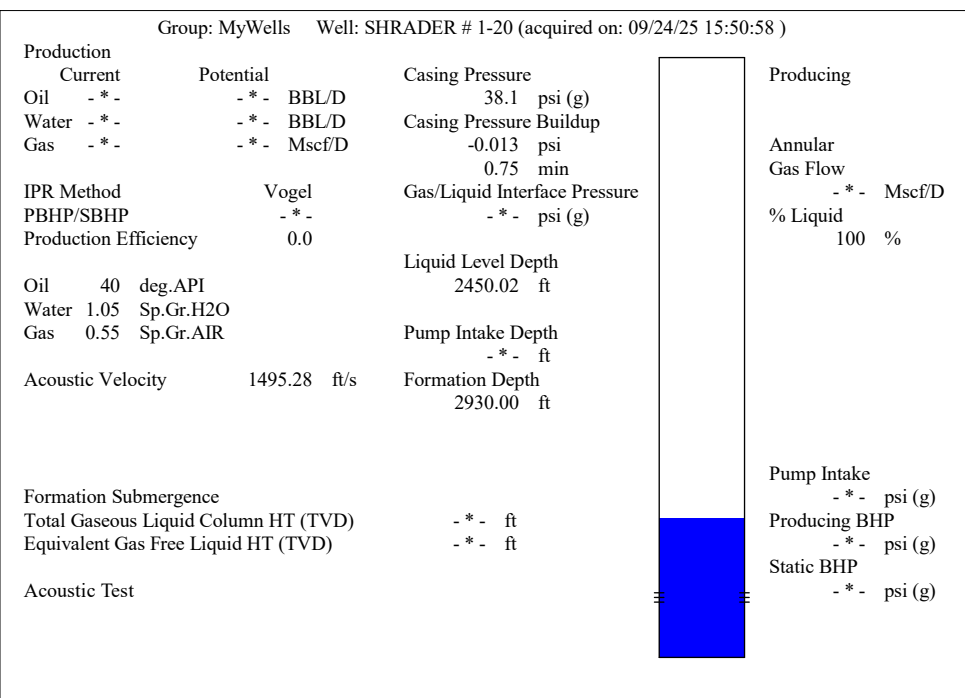 Group: MyWells Well: SHRADER # 1-20 (acquired on: 09/24/25 15:50:58 )
Production
Current Potential
Oil - * - - * - BBL/D
Water - * - - * - BBL/D
Gas - * - - * - Mscf/D
IPR Method Vogel
PBHP/SBHP - * -
Production Efficiency 0.0
Oil 40 deg.API
Water 1.05 Sp.Gr.H2O
Gas 0.55 Sp.Gr.AIR
Acoustic Velocity 1495.28 ft/s
Formation Submergence
Total Gaseous Liquid Column HT (TVD) - * - ft
Equivalent Gas Free Liquid HT (TVD) - * - ft
Acoustic Test
Casing Pressure
38.1 psi (g)
Casing Pressure Buildup
-0.013 psi
0.75 min
Gas/Liquid Interface Pressure
- * - psi (g)
Liquid Level Depth
2450.02 ft
Pump Intake Depth
- * - ft
Formation Depth
2930.00 ft
Producing
Annular
Gas Flow
- * - Mscf/D
% Liquid
100 %
Pump Intake
- * - psi (g)
Producing BHP
- * - psi (g)
Static BHP
- * - psi (g)